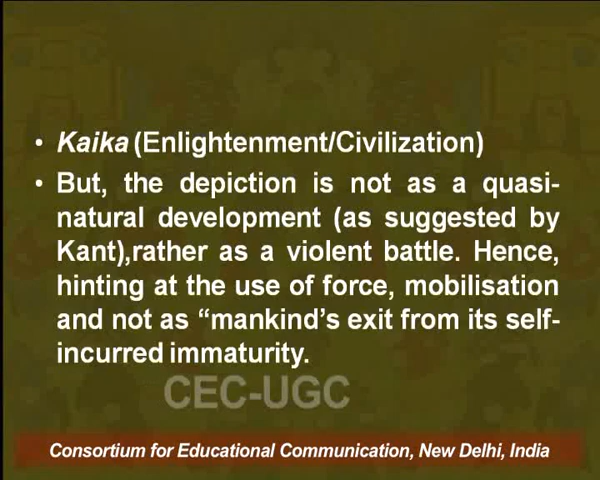 • Kaika (Enlightenment/Civilization)
• But, the depiction is not as a quasi-
natural development (as suggested by
Kant),rather as a violent battle. Hence,
hinting at the use of force, mobilisation
and not as “mankind’s exit from its self-
incurred immaturity.
CEC-UGC
Consortium for Educational Communication, New Delhi, India